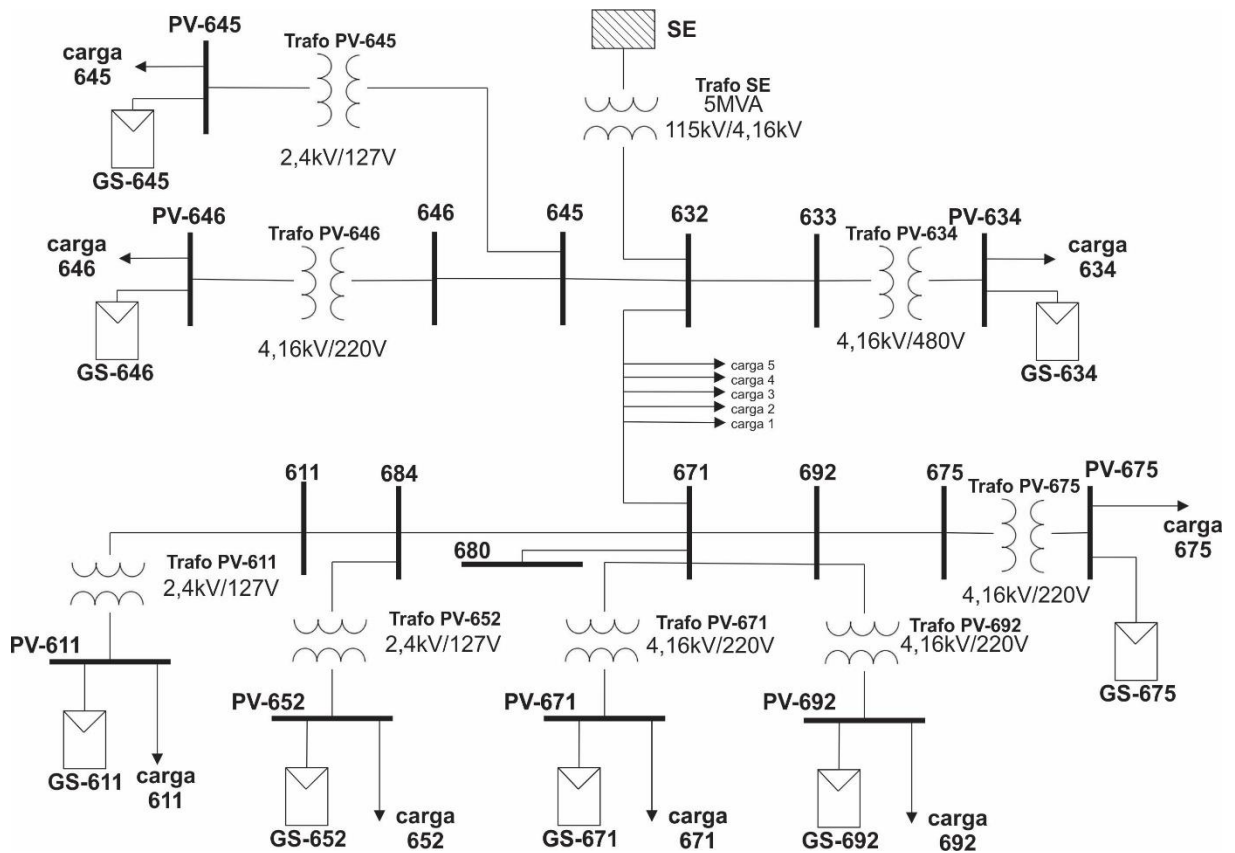 PV-645
Trafo PV-645
SE
carga
645
Trafo SE
5MVA
115kV/4,16kV
2,4kV/127V
GS-645
PV-646
646
645
632
633
PV-634
Trafo PV-646
Trafo PV-634
carga
646
carga
634
4,16kV/220V
4,16kV/480V
GS-646
GS-634
carga 5
carga 4
carga 3
carga 2
carga 1
611
684
671
692
675
PV-675
Trafo PV-675
carga
675
680
Trafo PV-611
2,4kV/127V
4,16kV/220V
Trafo PV-652
2,4kV/127V
Trafo PV-671
4,16kV/220V
Trafo PV-692
4,16kV/220V
PV-611
GS-675
PV-652
PV-671
PV-692
GS-611
carga
611
GS-652
carga
652
GS-671
carga
671
GS-692
carga
692